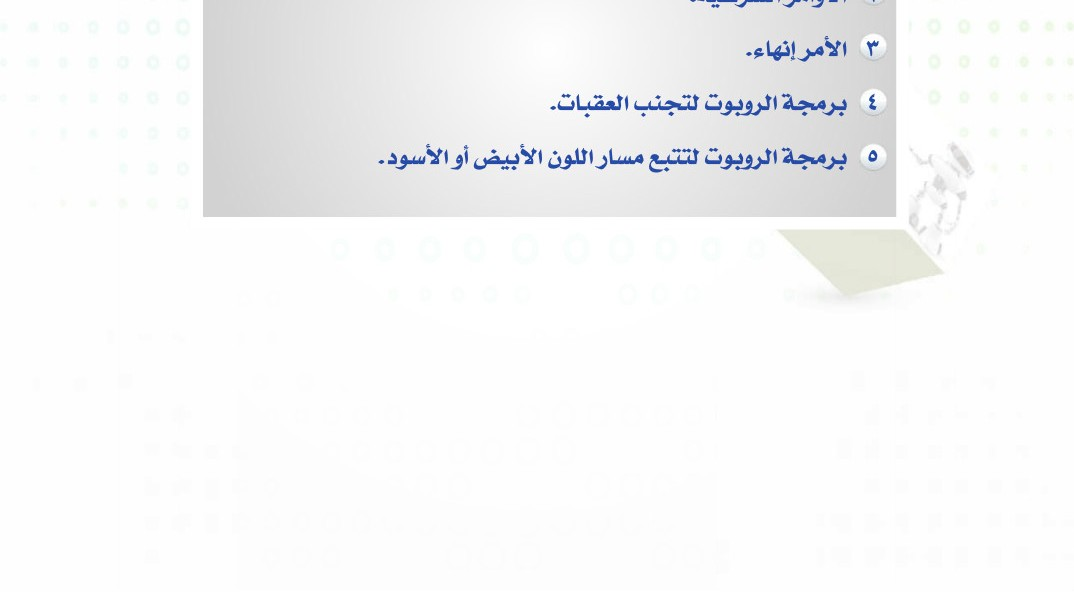 ٣ الأمر إنهاء.
٤ برمجة الروبوت لتجنب العقبات.
٥ برمجة الروبوت لتتبع مسار اللون الأبيض أو الأسود.